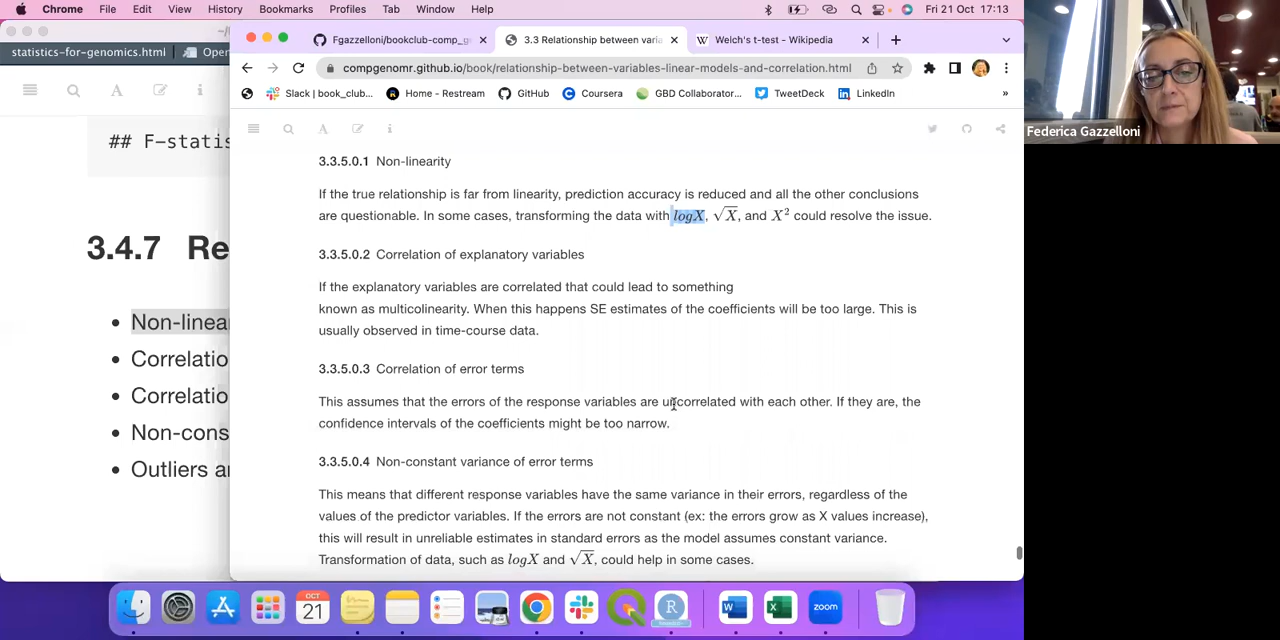 Chrome File Edit View History Bookmarks Profiles Tab Window Help Fri 21 Oct 17:13
statistics-for-genomics.html Open
Fgazzelloni/bookclub-comp_g
3.3 Relationship between varia
Welch's t-test - Wikipedia
compgenomr.github.io/book/relationship-between-variables-linear-models-and-correlation.html
Slack | book_club... Home - Restream GitHub Coursera GBD Collaborator... TweetDeck LinkedIn »
Federica Gazzelloni
## F-statis
3.4.7 Re
• Non-linea
• Correlatio
• Correlatio
• Non-cons
• Outliers a
3.3.5.0.1 Non-linearity
If the true relationship is far from linearity, prediction accuracy is reduced and all the other conclusions
are questionable. In some cases, transforming the data with logX, √X, and X² could resolve the issue.
3.3.5.0.2 Correlation of explanatory variables
If the explanatory variables are correlated that could lead to something
known as multicolinearity. When this happens SE estimates of the coefficients will be too large. This is
usually observed in time-course data.
3.3.5.0.3 Correlation of error terms
This assumes that the errors of the response variables are uncorrelated with each other. If they are, the
confidence intervals of the coefficients might be too narrow.
3.3.5.0.4 Non-constant variance of error terms
This means that different response variables have the same variance in their errors, regardless of the
values of the predictor variables. If the errors are not constant (ex: the errors grow as X values increase),
this will result in unreliable estimates in standard errors as the model assumes constant variance.
Transformation of data, such as logX and √X, could help in some cases.
OCT
21
R
W
X
zoom